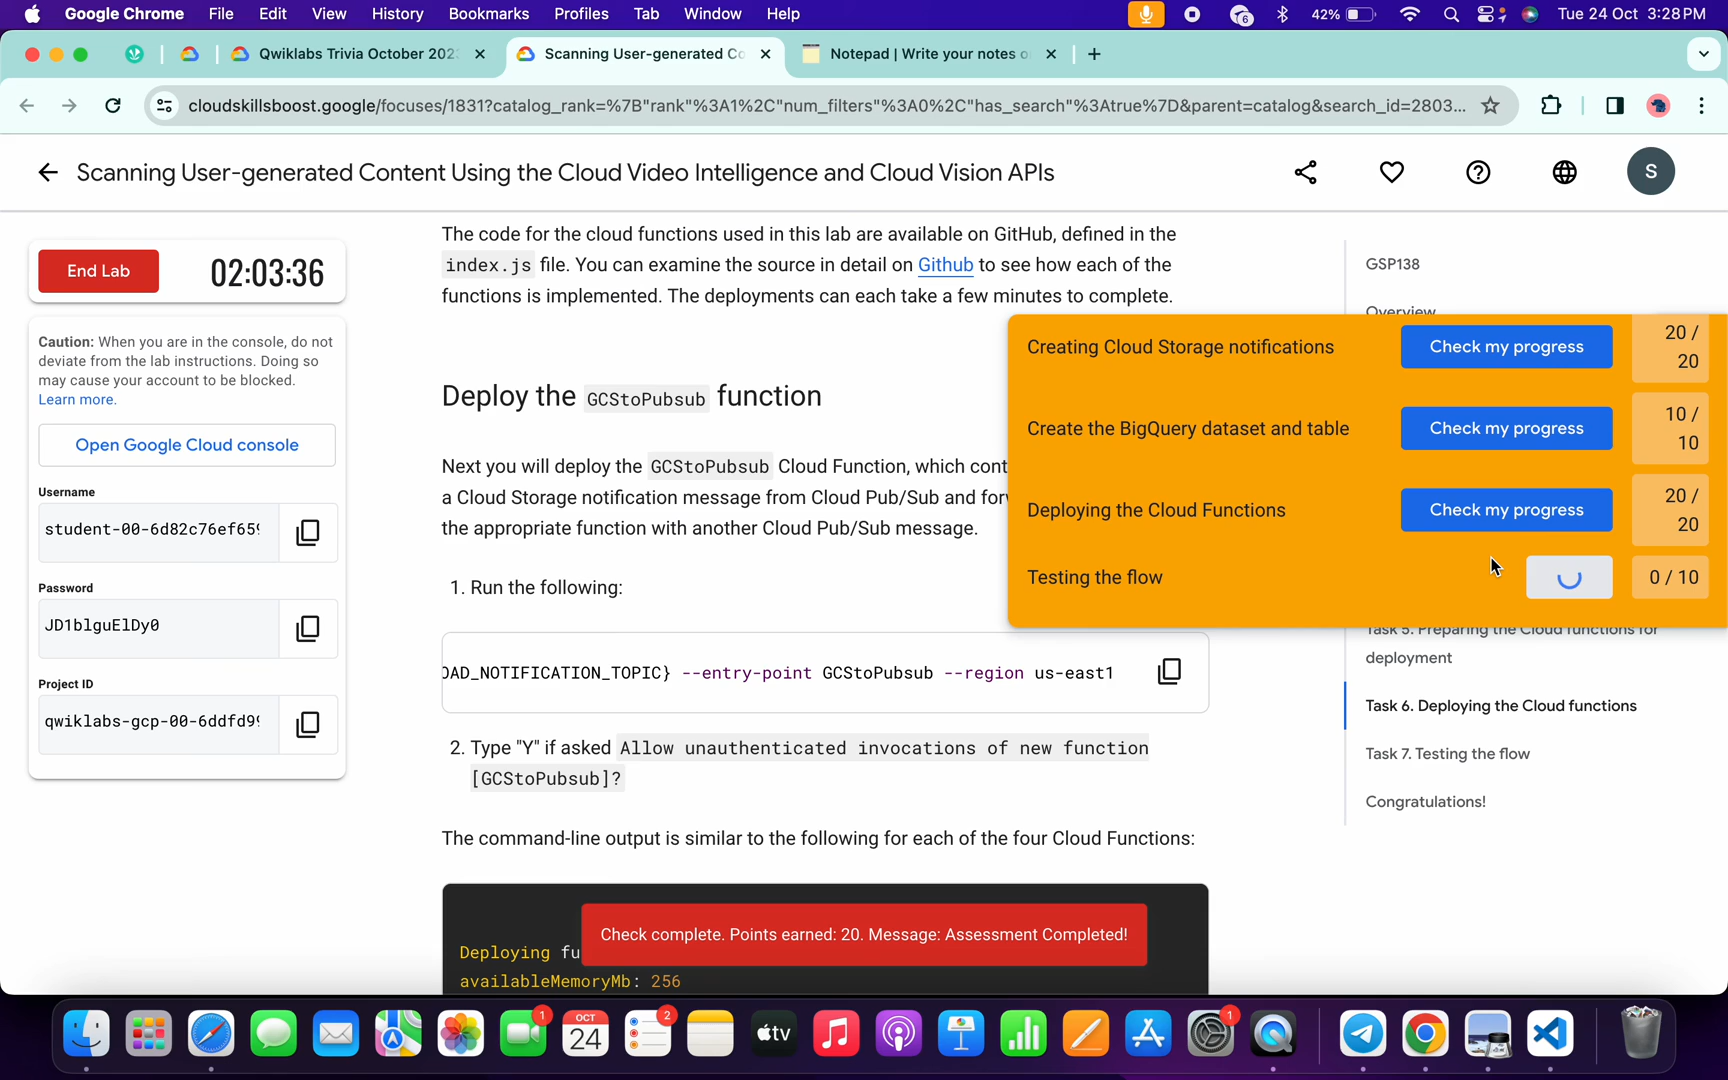 Google Chrome File Edit View History Bookmarks Profiles Tab Window Help 6 42% Tue 24 Oct 3:28 PM
Qwiklabs Trivia October 202 Scanning User-generated Co Notepad | Write your notes o
cloudskillsboost.google/focuses/1831?catalog_rank=%7B"rank"%3A1%2C"num_filters"%3A0%2C"has_search"%3Atrue%7D&parent=catalog&search_id=2803...
Scanning User-generated Content Using the Cloud Video Intelligence and Cloud Vision APIs
S
End Lab
02:03:36
Caution: When you are in the console, do not
deviate from the lab instructions. Doing so
may cause your account to be blocked.
Learn more.
Open Google Cloud console
Username
student-00-6d82c76ef65
Password
JD1blguElDy0
Project ID
qwiklabs-gcp-00-6ddfd9
The code for the cloud functions used in this lab are available on GitHub, defined in the
index.js file. You can examine the source in detail on Github to see how each of the
functions is implemented. The deployments can each take a few minutes to complete.
Deploy the GCStoPubsub function
Next you will deploy the GCStoPubsub Cloud Function, which cont
a Cloud Storage notification message from Cloud Pub/Sub and for
the appropriate function with another Cloud Pub/Sub message.
1. Run the following:
OAD_NOTIFICATION_TOPIC} --entry-point GCStoPubsub --region us-east1
2. Type "Y" if asked Allow unauthenticated invocations of new function
[GCStoPubsub]?
The command-line output is similar to the following for each of the four Cloud Functions:
Deploying fu
availableMemoryMb: 256
Check complete. Points earned: 20. Message: Assessment Completed!
GSP138
Overview
Creating Cloud Storage notifications Check my progress 20 /
20
Create the BigQuery dataset and table Check my progress 10 /
10
Deploying the Cloud Functions Check my progress 20 /
20
Testing the flow 0 / 10
Task 5. Preparing the Cloud functions for
deployment
Task 6. Deploying the Cloud functions
Task 7. Testing the flow
Congratulations!
1 OCT
24 2 tv 1